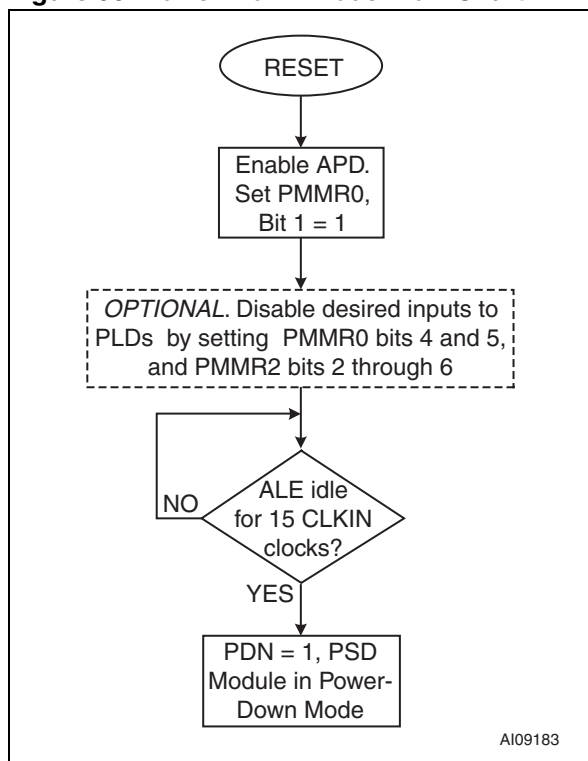 RESET
Enable APD.
Set PMMR0,
Bit 1 = 1
OPTIONAL. Disable desired inputs to
PLDs by setting PMMR0 bits 4 and 5,
and PMMR2 bits 2 through 6
ALE idle
for 15 CLKIN
clocks?
NO
YES
PDN = 1, PSD
Module in Power-
Down Mode
AI09183